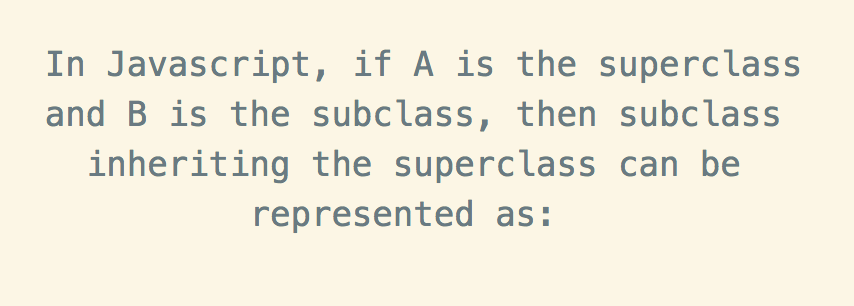 In Javascript, if A is the superclass
and B is the subclass, then subclass
inheriting the superclass can be
represented as: